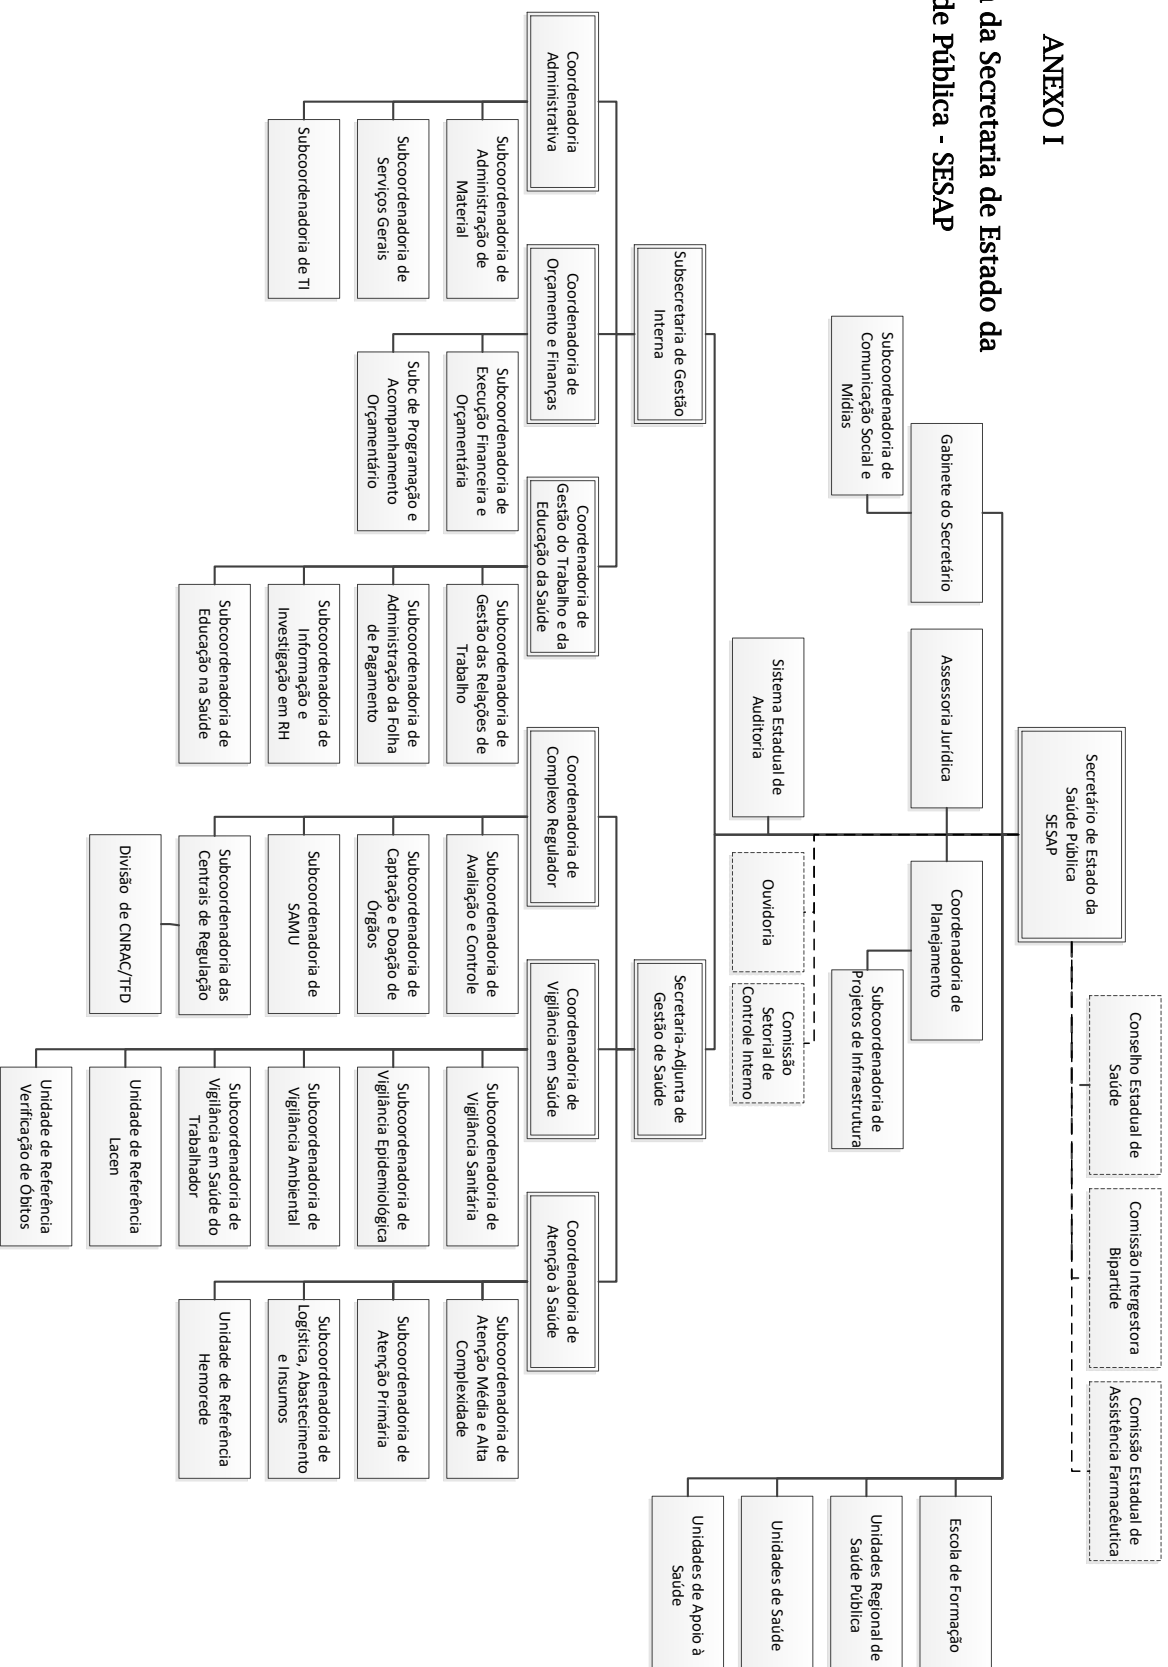 ANEXO I
da Secretaria de Estado da
de Pública - SESAP
Secretário de Estado da
Saúde Pública
SESAP
Conselho Estadual de
Saúde
Comissão Intergestora
Bipartide
Comissão Estadual de
Assistência Farmacêutica
Gabinete do Secretário
Subcoordenadoria de
Comunicação Social e
Mídias
Assessoria Jurídica
Coordenadoria de
Planejamento
Subcoordenadoria de
Projetos de Infraestrutura
Escola de Formação
Unidades Regional de
Saúde Pública
Unidades de Saúde
Unidades de Apoio à
Saúde
Sistema Estadual de
Auditoria
Ouvidoria
Comissão
Setorial de
Controle Interno
Subsecretaria de Gestão
Interna
Secretaria-Adjunta de
Gestão de Saúde
Coordenadoria
Administrativa
Subcoordenadoria de
Administração de
Material
Subcoordenadoria de
Serviços Gerais
Subcoordenadoria de TI
Coordenadoria de
Orçamento e Finanças
Subcoordenadoria de
Execução Financeira e
Orçamentária
Subc de Programação e
Acompanhamento
Orçamentário
Coordenadoria de
Gestão do Trabalho e da
Educação da Saúde
Subcoordenadoria de
Gestão das Relações de
Trabalho
Subcoordenadoria de
Administração da Folha
de Pagamento
Subcoordenadoria de
Informação e
Investigação em RH
Subcoordenadoria de
Educação na Saúde
Coordenadoria de
Complexo Regulador
Subcoordenadoria de
Avaliação e Controle
Subcoordenadoria de
Captação e Doação de
Órgãos
Subcoordenadoria de
SAMU
Subcoordenadoria das
Centrais de Regulação
Divisão de CNRAC/TFD
Coordenadoria de
Vigilância em Saúde
Subcoordenadoria de
Vigilância Sanitária
Subcoordenadoria de
Vigilância Epidemiológica
Subcoordenadoria de
Vigilância Ambiental
Subcoordenadoria de
Vigilância em Saúde do
Trabalhador
Unidade de Referência
Lacen
Unidade de Referência
Verificação de Óbitos
Coordenadoria de
Atenção à Saúde
Subcoordenadoria de
Atenção Média e Alta
Complexidade
Subcoordenadoria de
Atenção Primária
Subcoordenadoria de
Logística, Abastecimento
e Insumos
Unidade de Referência
Hemorede